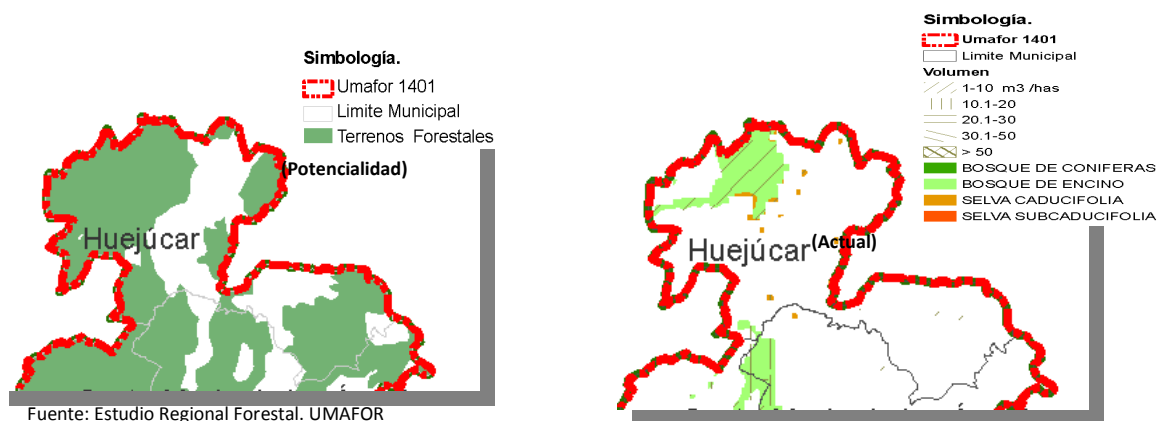 Simbología.
Umafor 1401
Limite Municipal
Terrenos Forestales
(Potencialidad)
Huejúcar
Fuente: Estudio Regional Forestal. UMAFOR
Simbología.
Umafor 1401
Limite Municipal
Volumen
1-10 m3 /has
10.1-20
20.1-30
30.1-50
> 50
BOSQUE DE CONIFERAS
BOSQUE DE ENCINO
SELVA CADUCIFOLIA
SELVA SUBCADUCIFOLIA
Huejúcar (Actual)